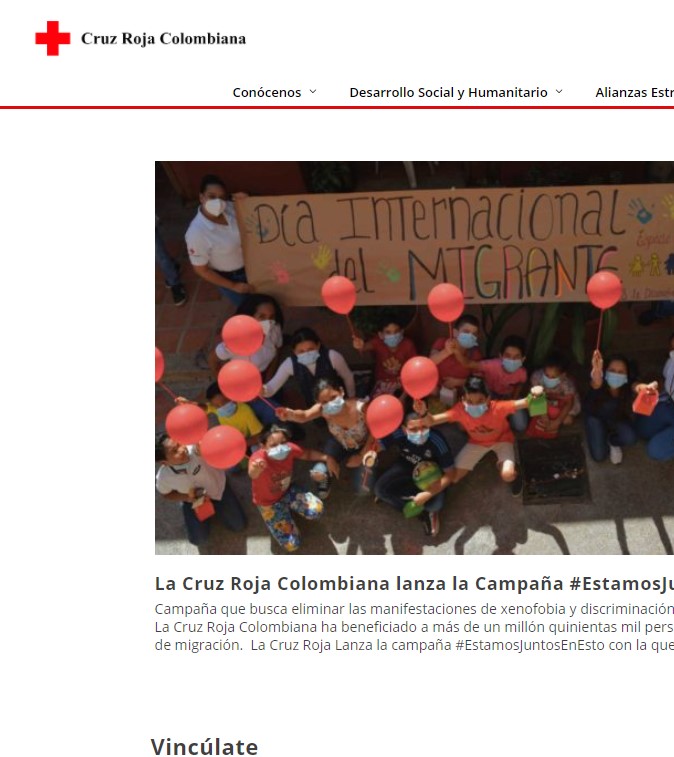 Cruz Roja Colombiana
Conócenos Desarrollo Social y Humanitario Alianzas Estr
Día Internacional
del MIGRANTE
La Cruz Roja Colombiana lanza la Campaña #EstamosJu
Campaña que busca eliminar las manifestaciones de xenofobia y discriminación
La Cruz Roja Colombiana ha beneficiado a más de un millón quinientas mil pers
de migración. La Cruz Roja Lanza la campaña #EstamosJuntosEnEsto con la que
Vincúlate